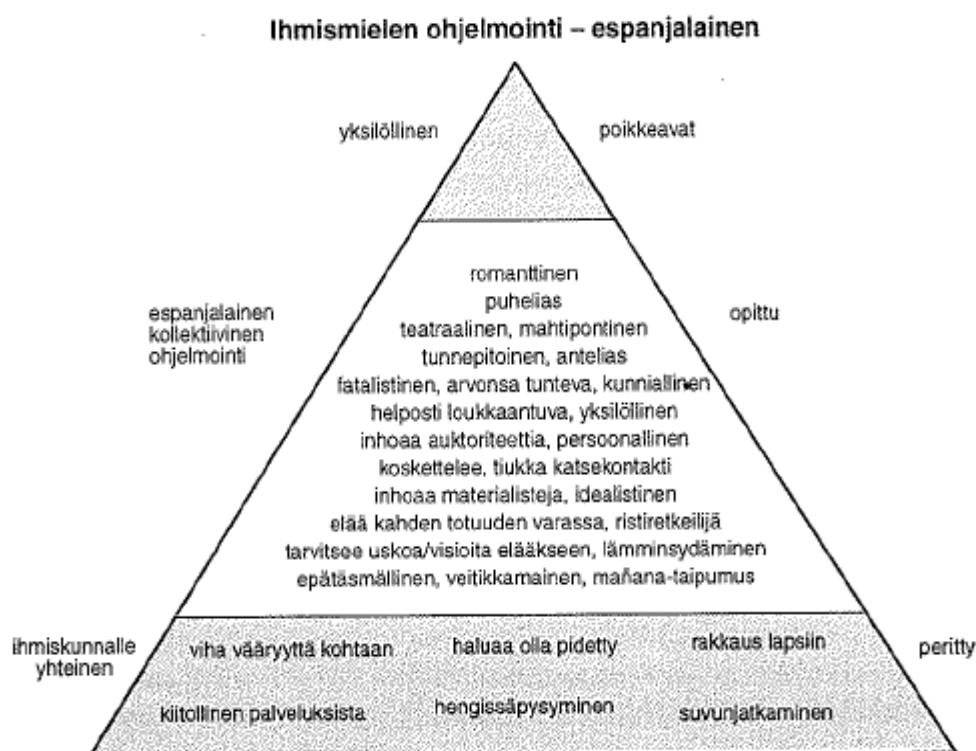 Ihmismielen ohjelmointi – espanjalainen
yksilöllinen
poikkeavat
espanjalainen
kollektiivinen
ohjelmointi
romanttinen
puhelias
teatraalinen, mahtipontinen
tunnepitoinen, antelias
fatalistinen, arvonsa tunteva, kunniallinen
helposti loukkaantuva, yksilöllinen
inhoaa auktoriteettia, persoonallinen
koskettelee, tiukka katsekontakti
inhoaa materialisteja, idealistinen
elää kahden totuuden varassa, ristiretkeilijä
tarvitsee uskoa/visioita elääkseen, lämminsydäminen
epätäsmällinen, veitikkamainen, mañana-taipumus
opittu
ihmiskunnalle
yhteinen
viha vääryyttä kohtaan
haluaa olla pidetty
rakkaus lapsiin
peritty
kiitollinen palveluksista
hengissäpysyminen
suvunjatkaminen